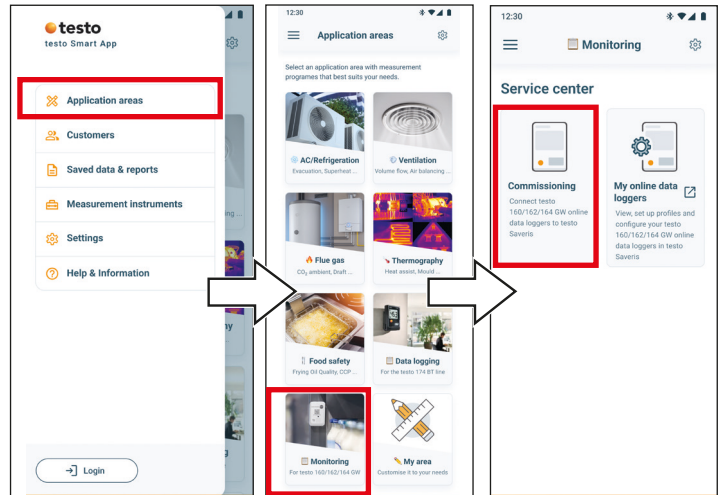 testo
testo Smart App
Application areas
Customers
Saved data & reports
Measurement instruments
Settings
Help & Information
Login
12:30
Application areas
Select an application area with measurement
programes that best suits your needs.
AC/Refrigeration
Evacuation, Superheat ...
Ventilation
Volume flow, Air balancing ...
Flue gas
CO₂ ambient, Draft ...
Thermography
Heat assist, Mould ...
Food safety
Frying Oil Quality, CCP ...
Data logging
For the testo 174 BT line
Monitoring
For testo 160/162/164 GW
My area
Customise it to your needs
12:30
Monitoring
Service center
Commissioning
Connect testo
160/162/164 GW online
data loggers to testo
Saveris
My online data
loggers
View, set up profiles and
configure your testo
160/162/164 GW online
data loggers in testo
Saveris